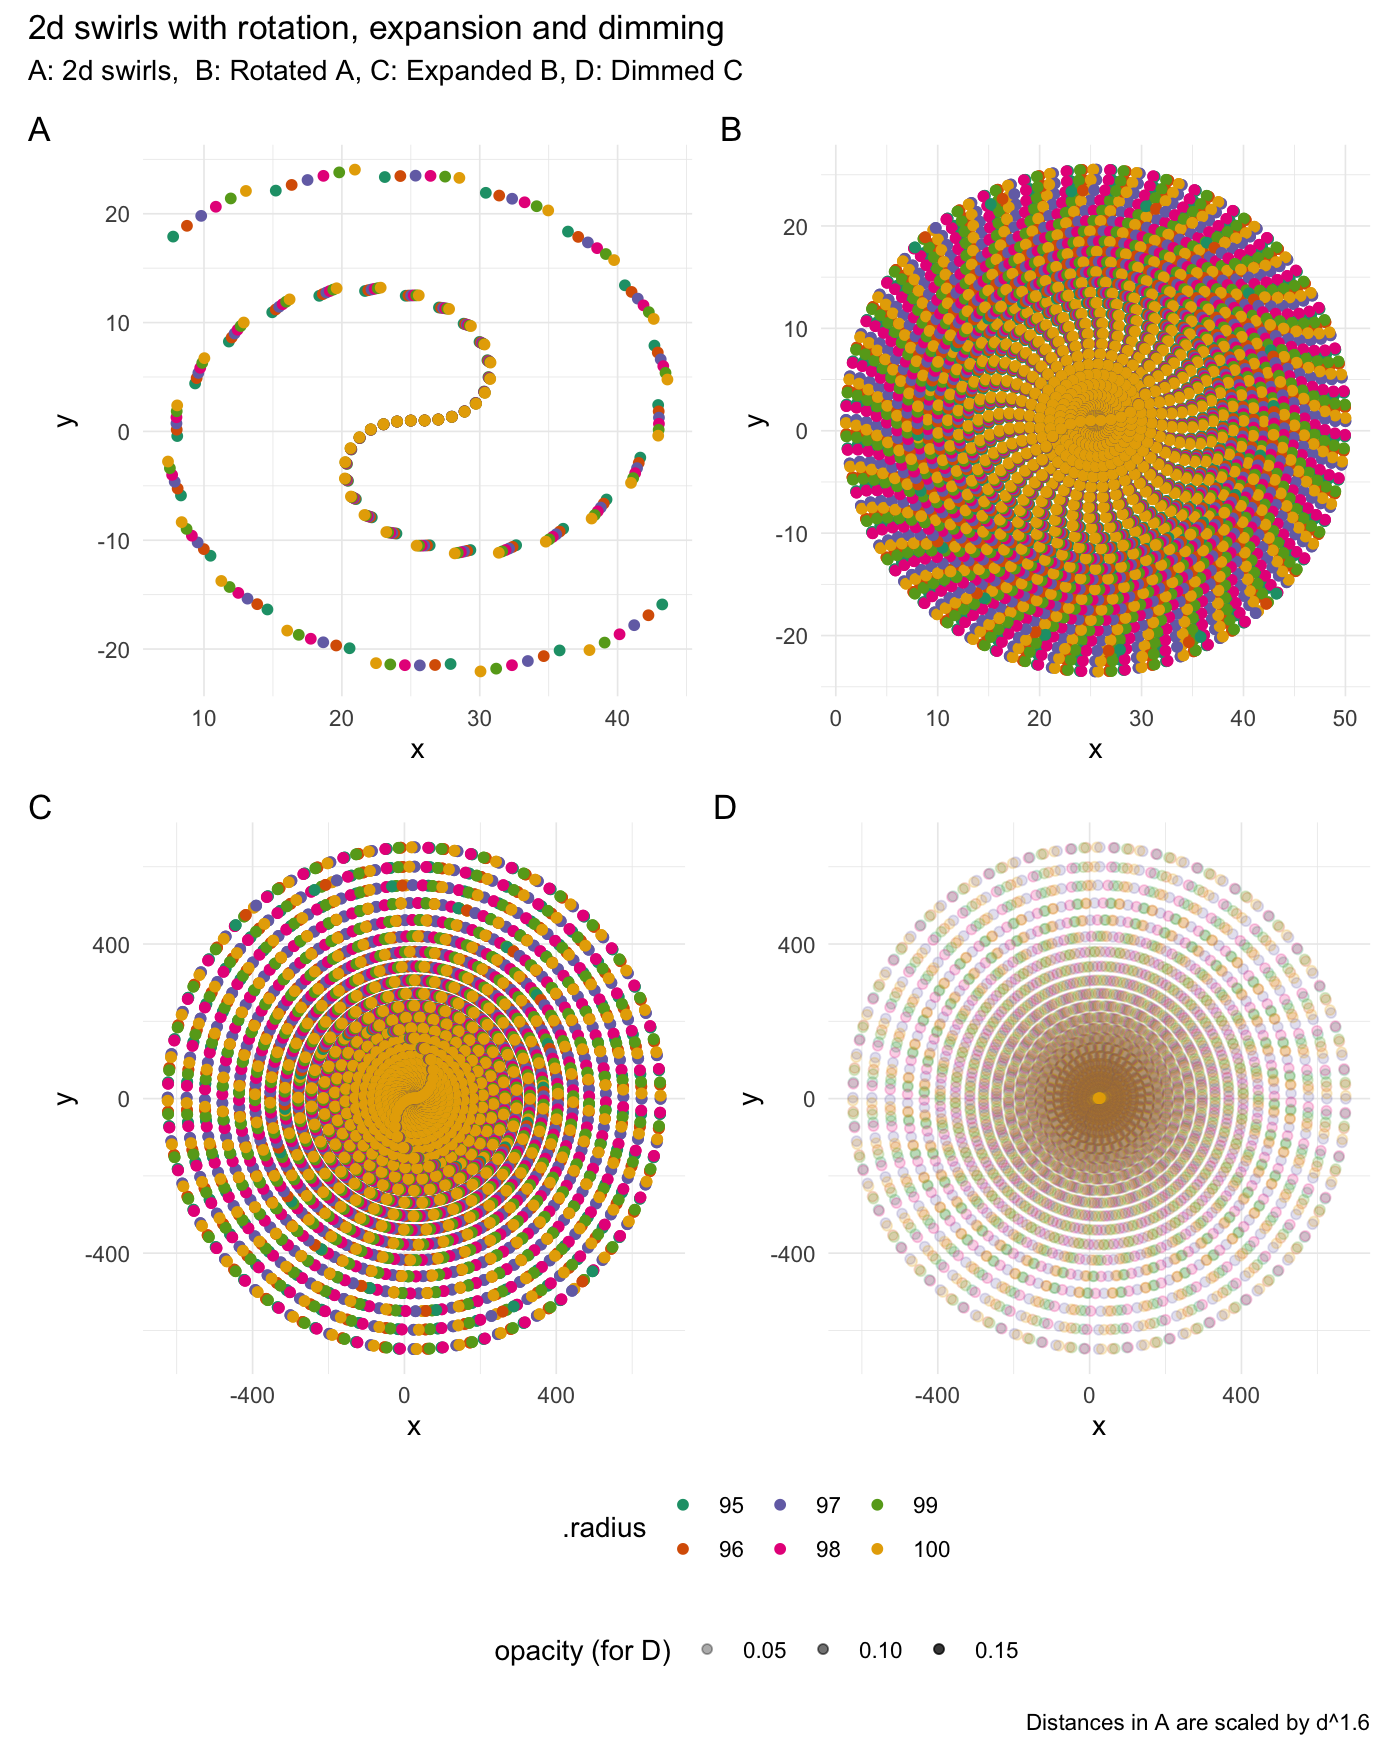 2d swirls with rotation, expansion and dimming
A: 2d swirls,  B: Rotated A, C: Expanded B, D: Dimmed C
A
B
20
10
0
-10
-20
y
10 20 30 40
x
20
10
0
-10
-20
y
0 10 20 30 40 50
x
C
D
400
0
-400
y
-400 0 400
x
400
0
-400
y
-400 0 400
x
.radius
95 97 99
96 98 100
opacity (for D) 0.05 0.10 0.15
Distances in A are scaled by d^1.6